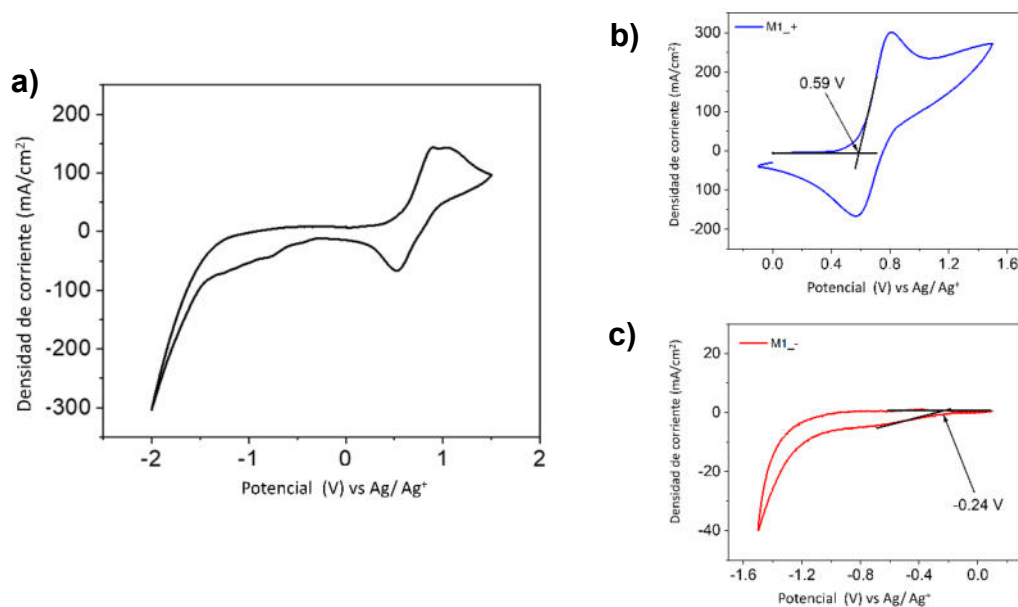 a)
Densidad de corriente (mA/cm²)
200
100
0
-100
-200
-300
-2
-1
0
1
2
Potencial (V) vs Ag/ Ag⁺
b)
M1_+
0.59 V
Densidad de corriente (mA/cm²)
300
200
100
0
100
-200
0.0
0.4
0.8
1.2
1.6
Potencial (V) vs Ag/ Ag⁺
c)
M1_-
-0.24 V
Densidad de corriente (mA/cm²)
20
0
-20
-40
-1.6
-1.2
-0.8
-0.4
0.0
Potencial (V) vs Ag/ Ag⁺